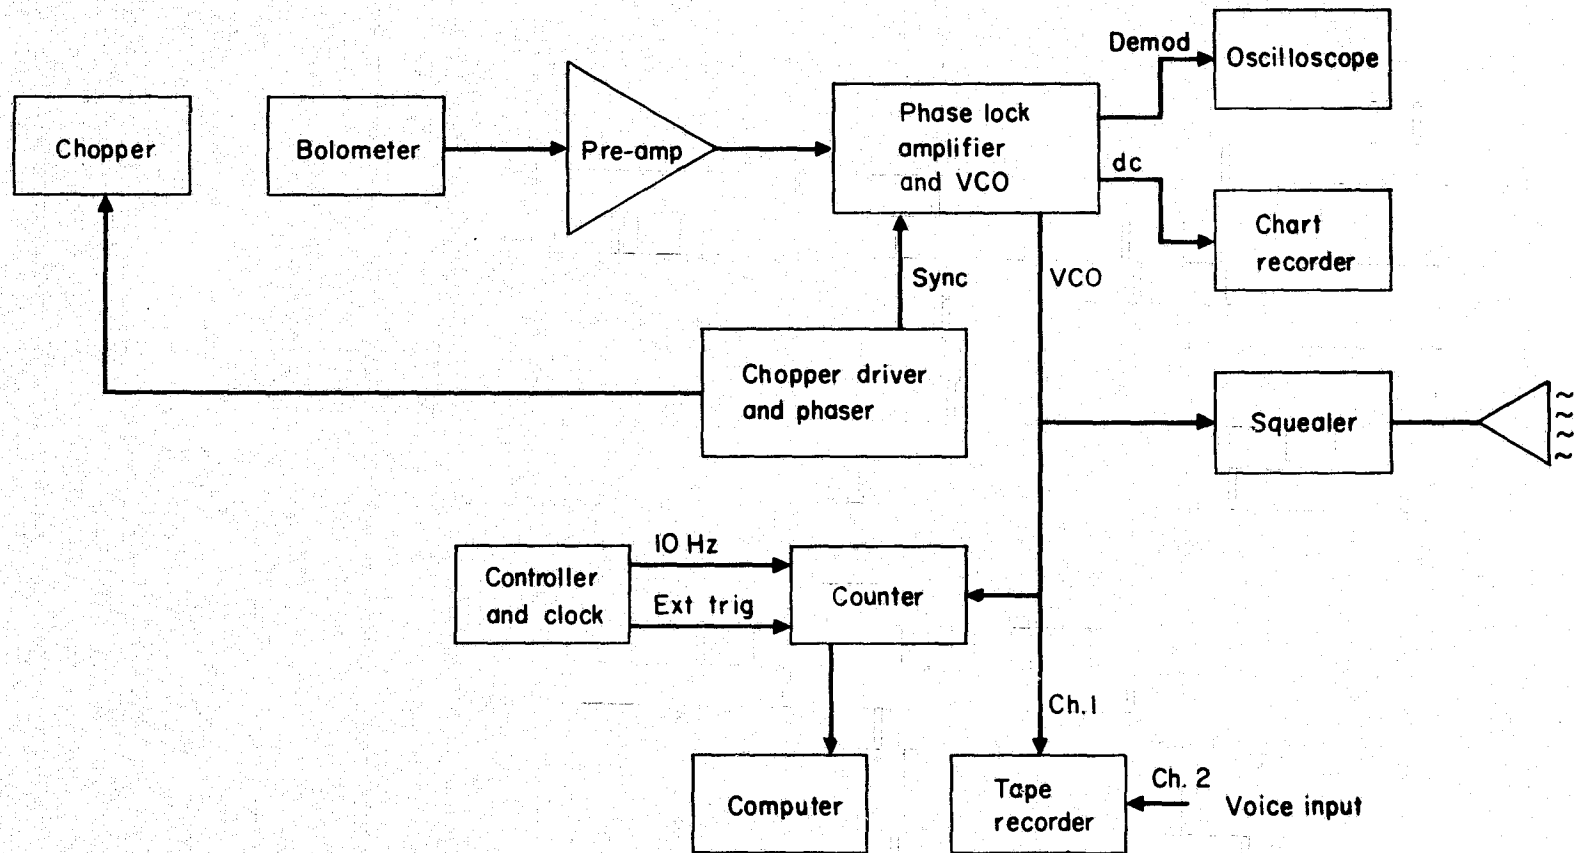 Demod
Oscilloscope
Chopper
Bolometer
Pre-amp
Phase lock
amplifier
and VCO
dc
Chart
recorder
Sync
VCO
Chopper driver
and phaser
Squealer
~
~
~
~
10 Hz
Controller
and clock
Ext trig
Counter
Ch.1
Computer
Tape
recorder
Ch. 2
Voice input